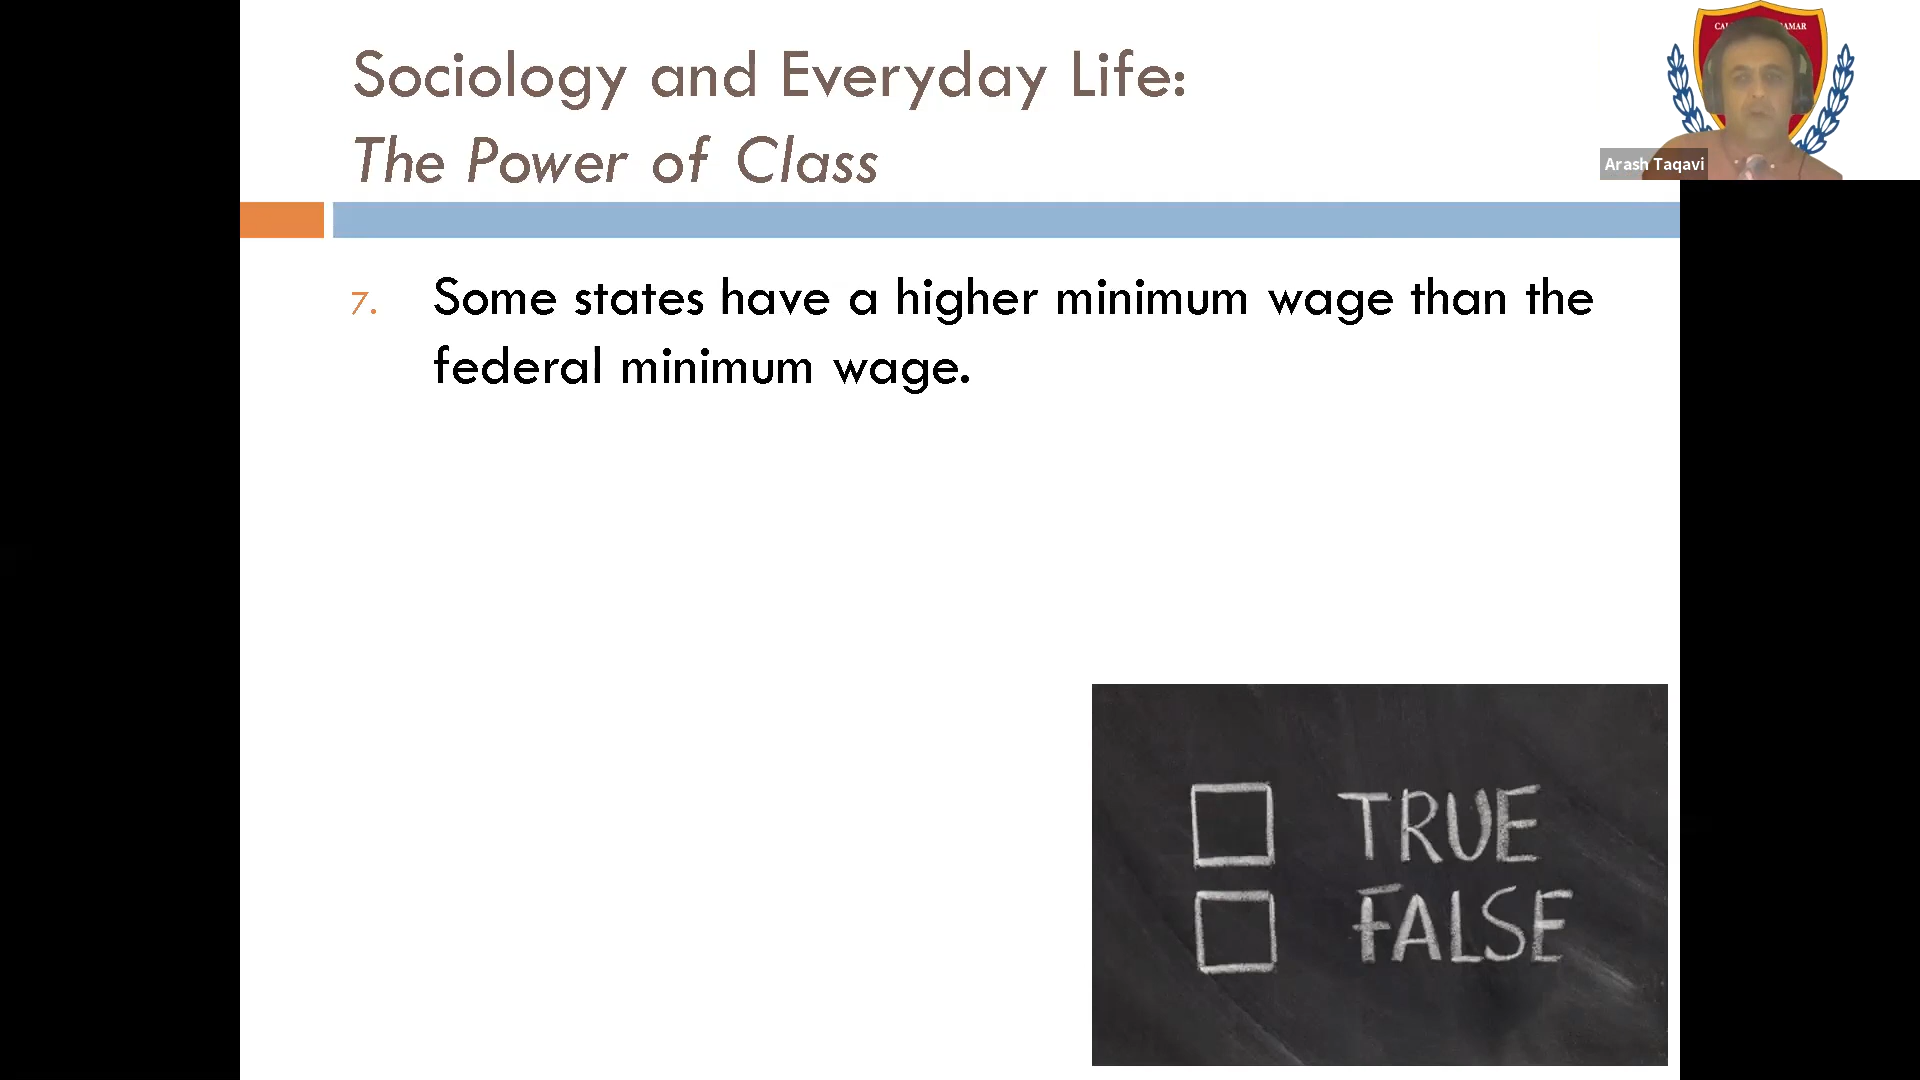 Sociology and Everyday Life:
The Power of Class
Arash Taqavi
7. Some states have a higher minimum wage than the
federal minimum wage.
TRUE
FALSE